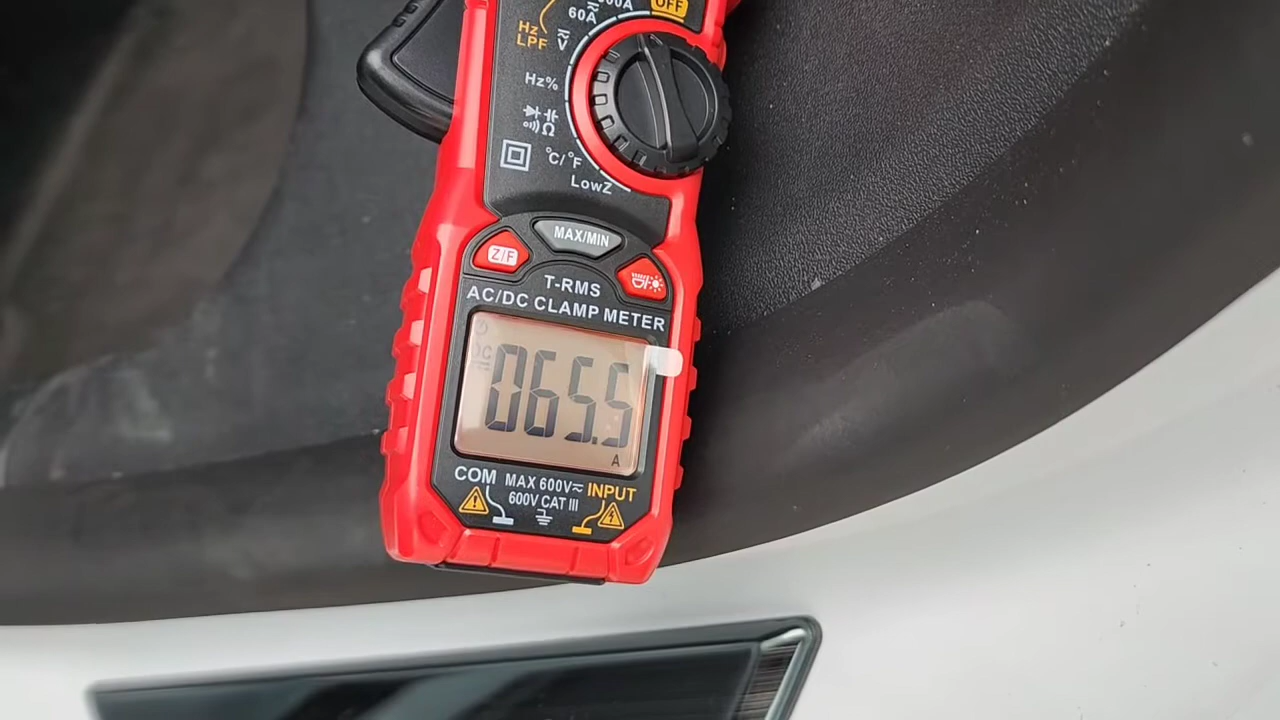 OFF
60A
Hz
LPF
V
Hz%
Ω
°C/°F
LowZ
MAX/MIN
Z/F
T-RMS
AC/DC CLAMP METER
DC
065.5
A
COM MAX 600V INPUT
600V CAT III